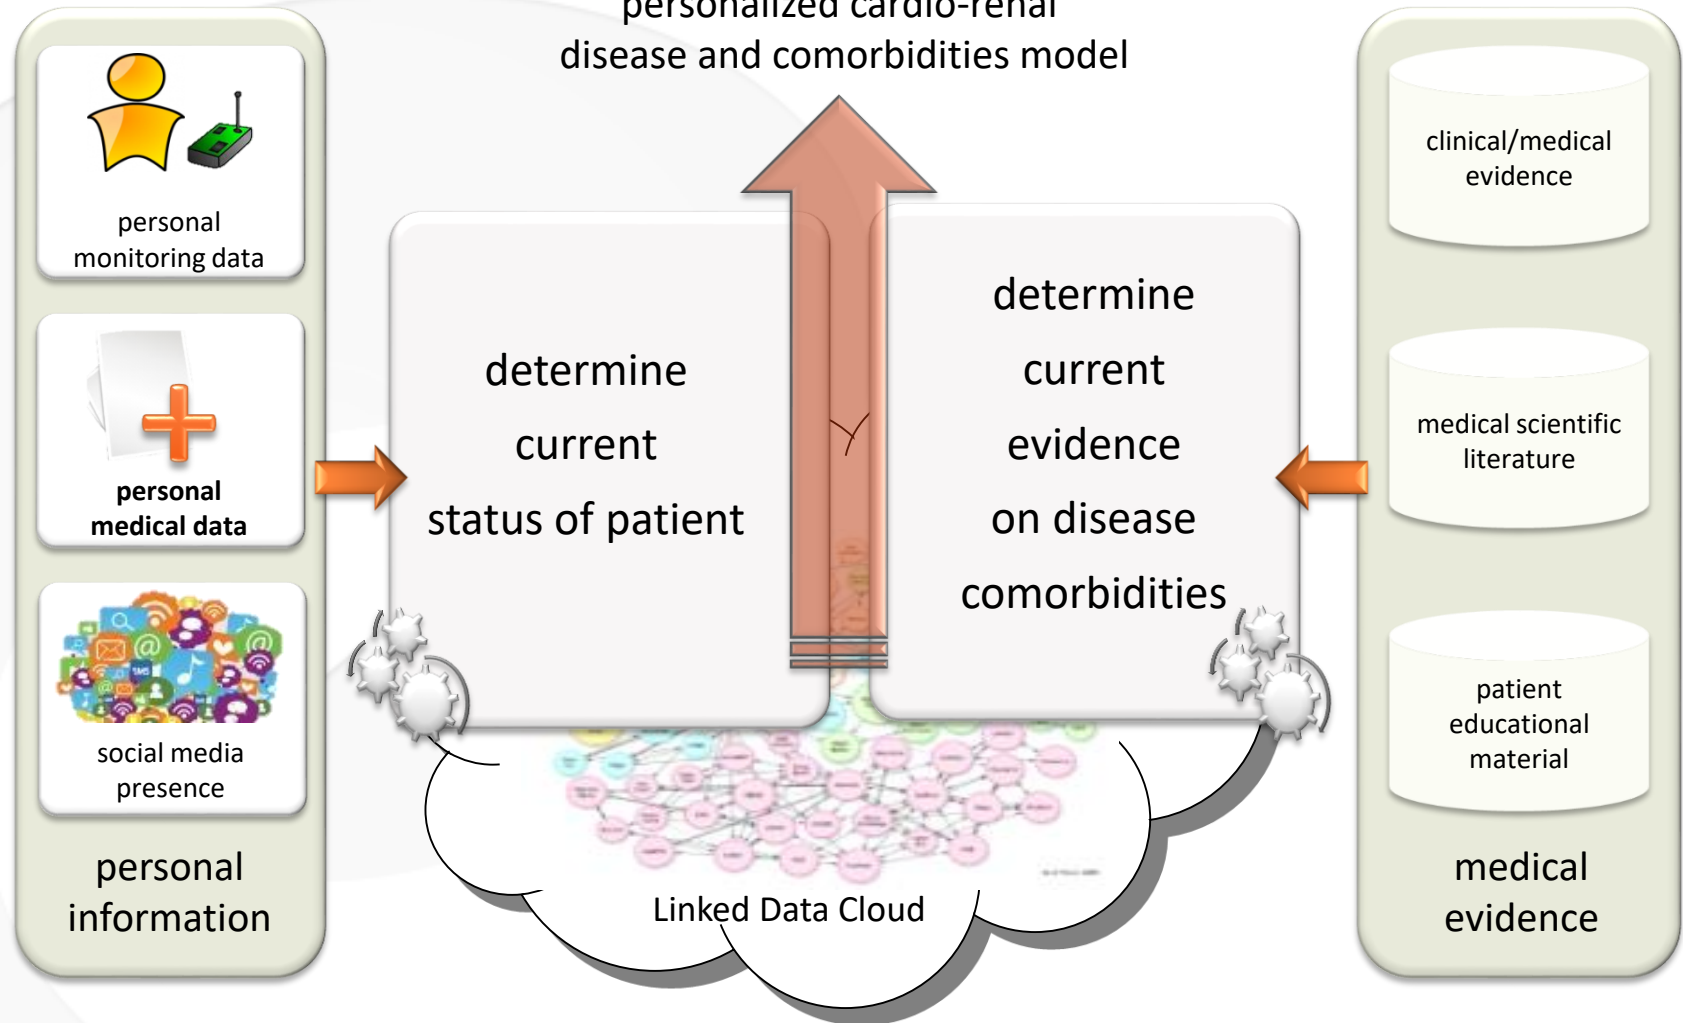 personalized cardio-renal
disease and comorbidities model
personal
monitoring data
personal
medical data
social media
presence
personal
information
determine
current
status of patient
determine
current
evidence
on disease
comorbidities
Linked Data Cloud
clinical/medical
evidence
medical scientific
literature
patient
educational
material
medical
evidence